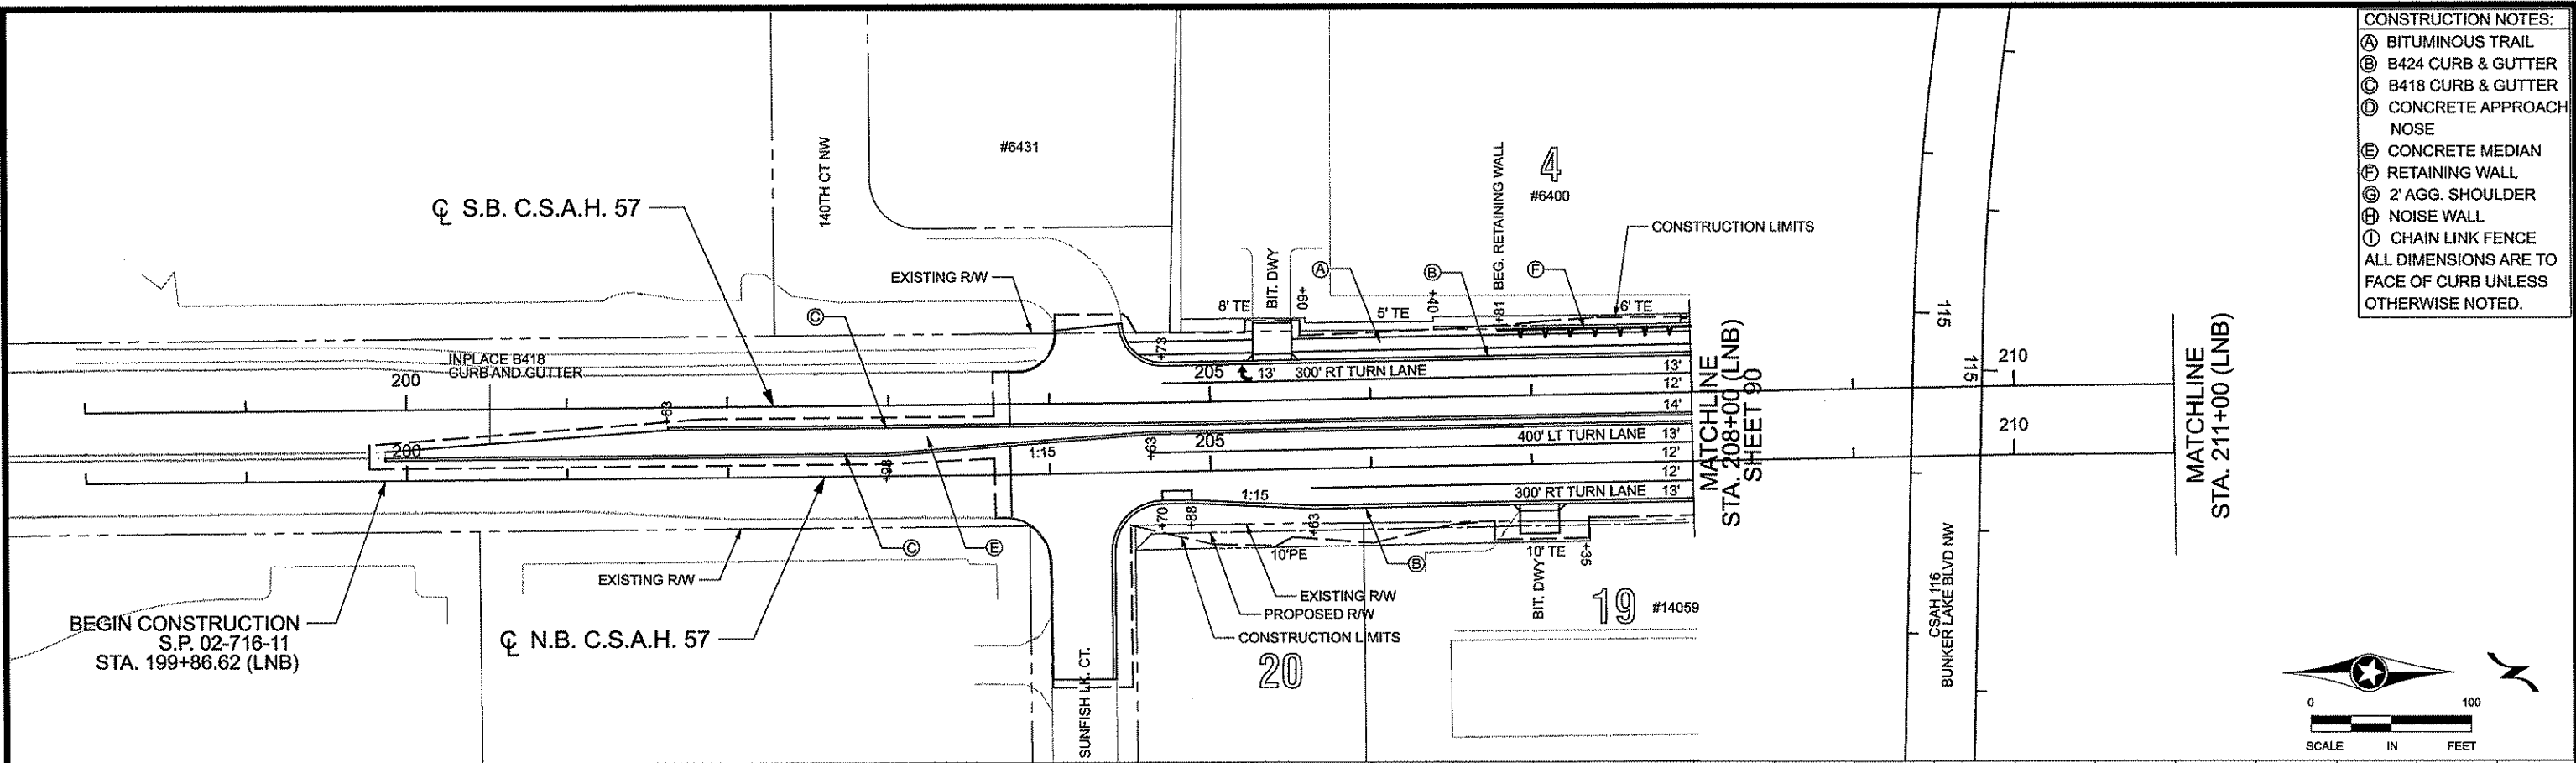 CONSTRUCTION NOTES:
Ⓐ BITUMINOUS TRAIL
Ⓑ B424 CURB & GUTTER
Ⓒ B418 CURB & GUTTER
Ⓓ CONCRETE APPROACH
NOSE
Ⓔ CONCRETE MEDIAN
Ⓕ RETAINING WALL
Ⓖ 2' AGG. SHOULDER
Ⓗ NOISE WALL
Ⓘ CHAIN LINK FENCE
ALL DIMENSIONS ARE TO
FACE OF CURB UNLESS
OTHERWISE NOTED.
#6431
140TH CT NW
℄ S.B. C.S.A.H. 57
EXISTING R/W
4
#6400
BEG. RETAINING WALL
+81
CONSTRUCTION LIMITS
BIT. DWY
Ⓐ
Ⓑ
Ⓕ
8' TE
+60
5' TE
+40
6' TE
Ⓒ
INPLACE B418
CURB AND GUTTER
200
+63
+73
205
13'
300' RT TURN LANE
13'
12'
14'
200
+98
1:15
+63
205
400' LT TURN LANE
13'
12'
12'
1:15
300' RT TURN LANE
13'
+70
+88
+63
10'PE
10' TE
+35
BIT. DWY
Ⓑ
Ⓒ
Ⓔ
EXISTING R/W
EXISTING R/W
PROPOSED R/W
CONSTRUCTION LIMITS
BEGIN CONSTRUCTION
S.P. 02-716-11
STA. 199+86.62 (LNB)
℄ N.B. C.S.A.H. 57
SUNFISH LK. CT.
20
19
#14059
MATCHLINE
STA. 208+00 (LNB)
SHEET 90
115
115
210
210
CSAH 116
BUNKER LAKE BLVD NW
MATCHLINE
STA. 211+00 (LNB)
0
100
SCALE IN FEET